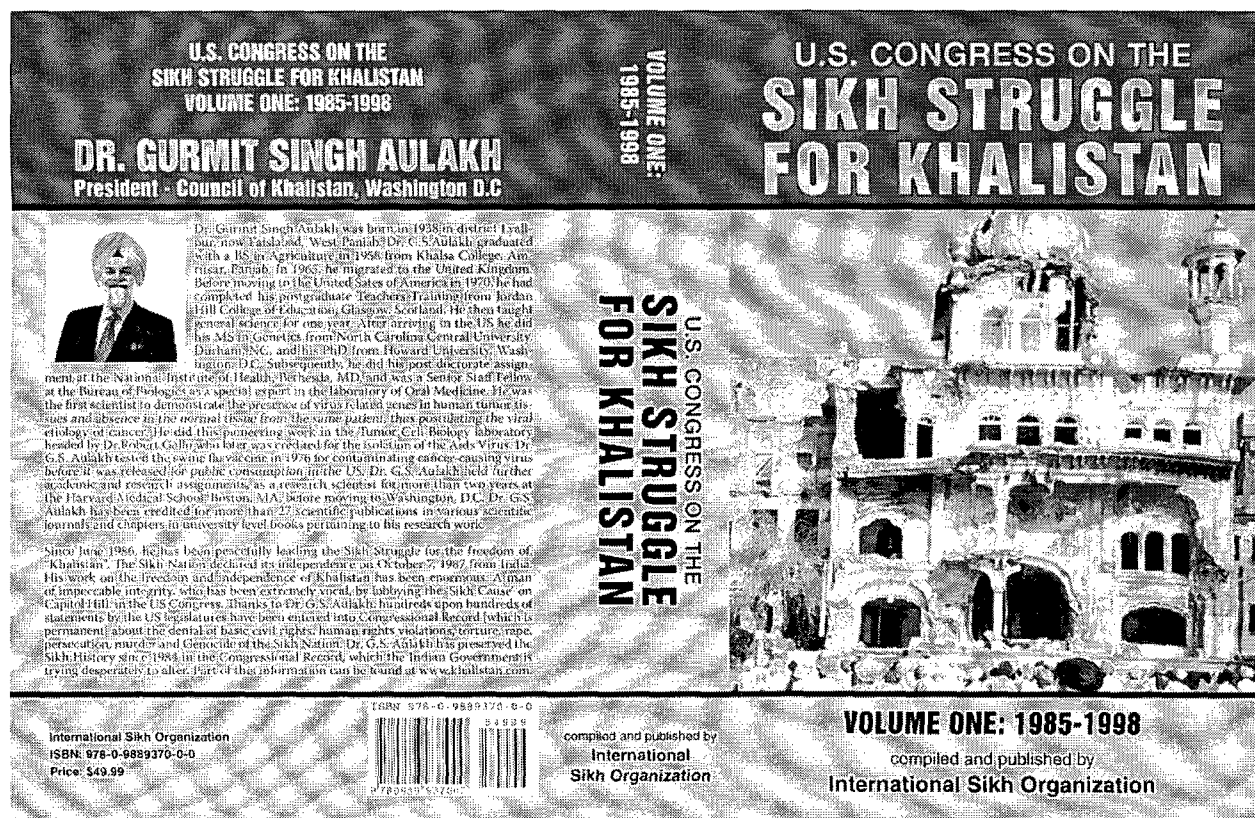 U.S. CONGRESS ON THE
SIKH STRUGGLE FOR KHALISTAN
VOLUME ONE: 1985-1998
DR. GURMIT SINGH AULAKH
President - Council of Khalistan, Washington D.C
Dr. Gurmit Singh Aulakh was born in 1938 in district Lyall-
pur, now Faislabad, West Panjab. Dr. G.S.Aulakh graduated
with a BS in Agriculture in 1958 from Khalsa College, Am-
ritsar, Panjab. In 1965, he migrated to the United Kingdom.
Before moving to the United Sates of America in 1970, he had
completed his postgraduate Teachers Training from Jordan
Hill College of Education, Glasgow, Scotland. He then taught
general science for one year. After arriving in the US he did
his MS in Genetics from North Carolina Central University,
Durham, NC, and his PhD from Howard University, Wash-
ington, D.C. Subsequently, he did his post doctorate assign-
ment at the National Institute of Health, Bethesda, MD, and was a Senior Staff Fellow
at the Bureau of Biologics as a special expert in the laboratory of Oral Medicine. He was
the first scientist to demonstrate the presence of virus related genes in human tumor tis-
sues and absence in the normal tissue from the same patient, thus postulating the viral
etiology of cancer. He did this pioneering work in the Tumor Cell Biology laboratory
headed by Dr.Robert Gallo who later was credited for the isolation of the Aids Virus. Dr.
G.S. Aulakh tested the swine flu vaccine in 1976 for contaminating cancer-causing virus
before it was released for public consumption in the US. Dr. G.S. Aulakh held further
academic and research assignments, as a research scientist for more than two years at
the Harvard Medical School, Boston, MA, before moving to Washington, D.C. Dr. G.S.
Aulakh has been credited for more than 27 scientific publications in various scientific
journals and chapters in university level books pertaining to his research work.
Since June 1986, he has been peacefully leading the Sikh Struggle for the freedom of
"Khalistan". The Sikh Nation declared its independence on October 7, 1987 from India.
His work on the freedom and independence of Khalistan has been enormous. A man
of impeccable integrity, who has been extremely vocal, by lobbying the 'Sikh Cause' on
Capitol Hill, in the US Congress. Thanks to Dr. G.S. Aulakh, hundreds upon hundreds of
statements by the US legislatures have been entered into Congressional Record (which is
permanent) about the denial of basic civil rights, human rights violations, torture, rape,
persecution, murder and Genocide of the Sikh Nation. Dr. G.S. Aulakh has preserved the
Sikh History since 1984 in the Congressional Record, which the Indian Government is
trying desperately to alter. Part of this information can be found at www.khalistan.com.
International Sikh Organization
ISBN: 978-0-9889370-0-0
Price: $49.99
ISBN 978-0-9889370-0-0
54999
VOLUME ONE:
1985-1998
U.S. CONGRESS ON THE
SIKH STRUGGLE
FOR KHALISTAN
compiled and published by
International
Sikh Organization
U.S. CONGRESS ON THE
SIKH STRUGGLE
FOR KHALISTAN
VOLUME ONE: 1985-1998
compiled and published by
International Sikh Organization